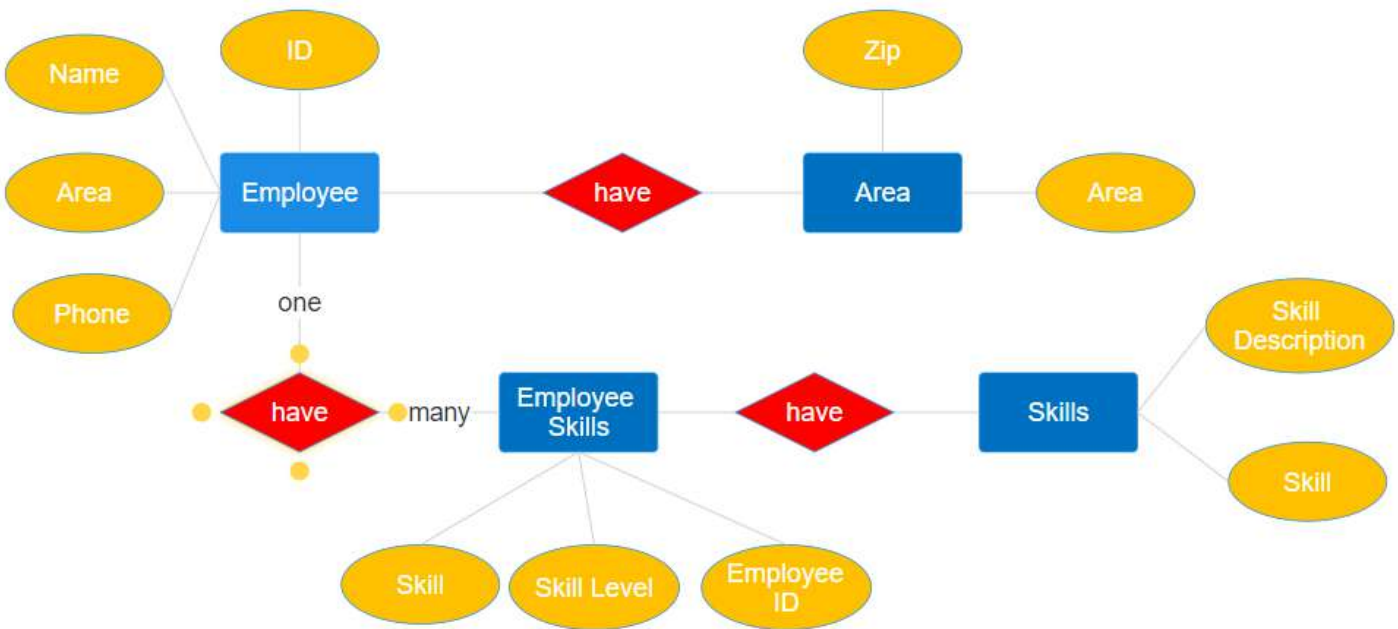 ID
Zip
Name
Area
Employee
have
Area
Area
Phone
one
Skill
Description
have
many
Employee
Skills
have
Skills
Skill
Skill
Skill Level
Employee
ID